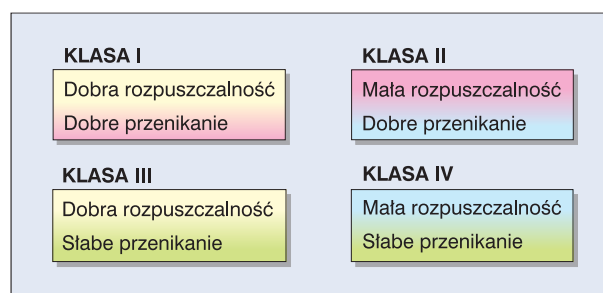 KLASA I
Dobra rozpuszczalność
Dobre przenikanie
KLASA II
Mała rozpuszczalność
Dobre przenikanie
KLASA III
Dobra rozpuszczalność
Słabe przenikanie
KLASA IV
Mała rozpuszczalność
Słabe przenikanie